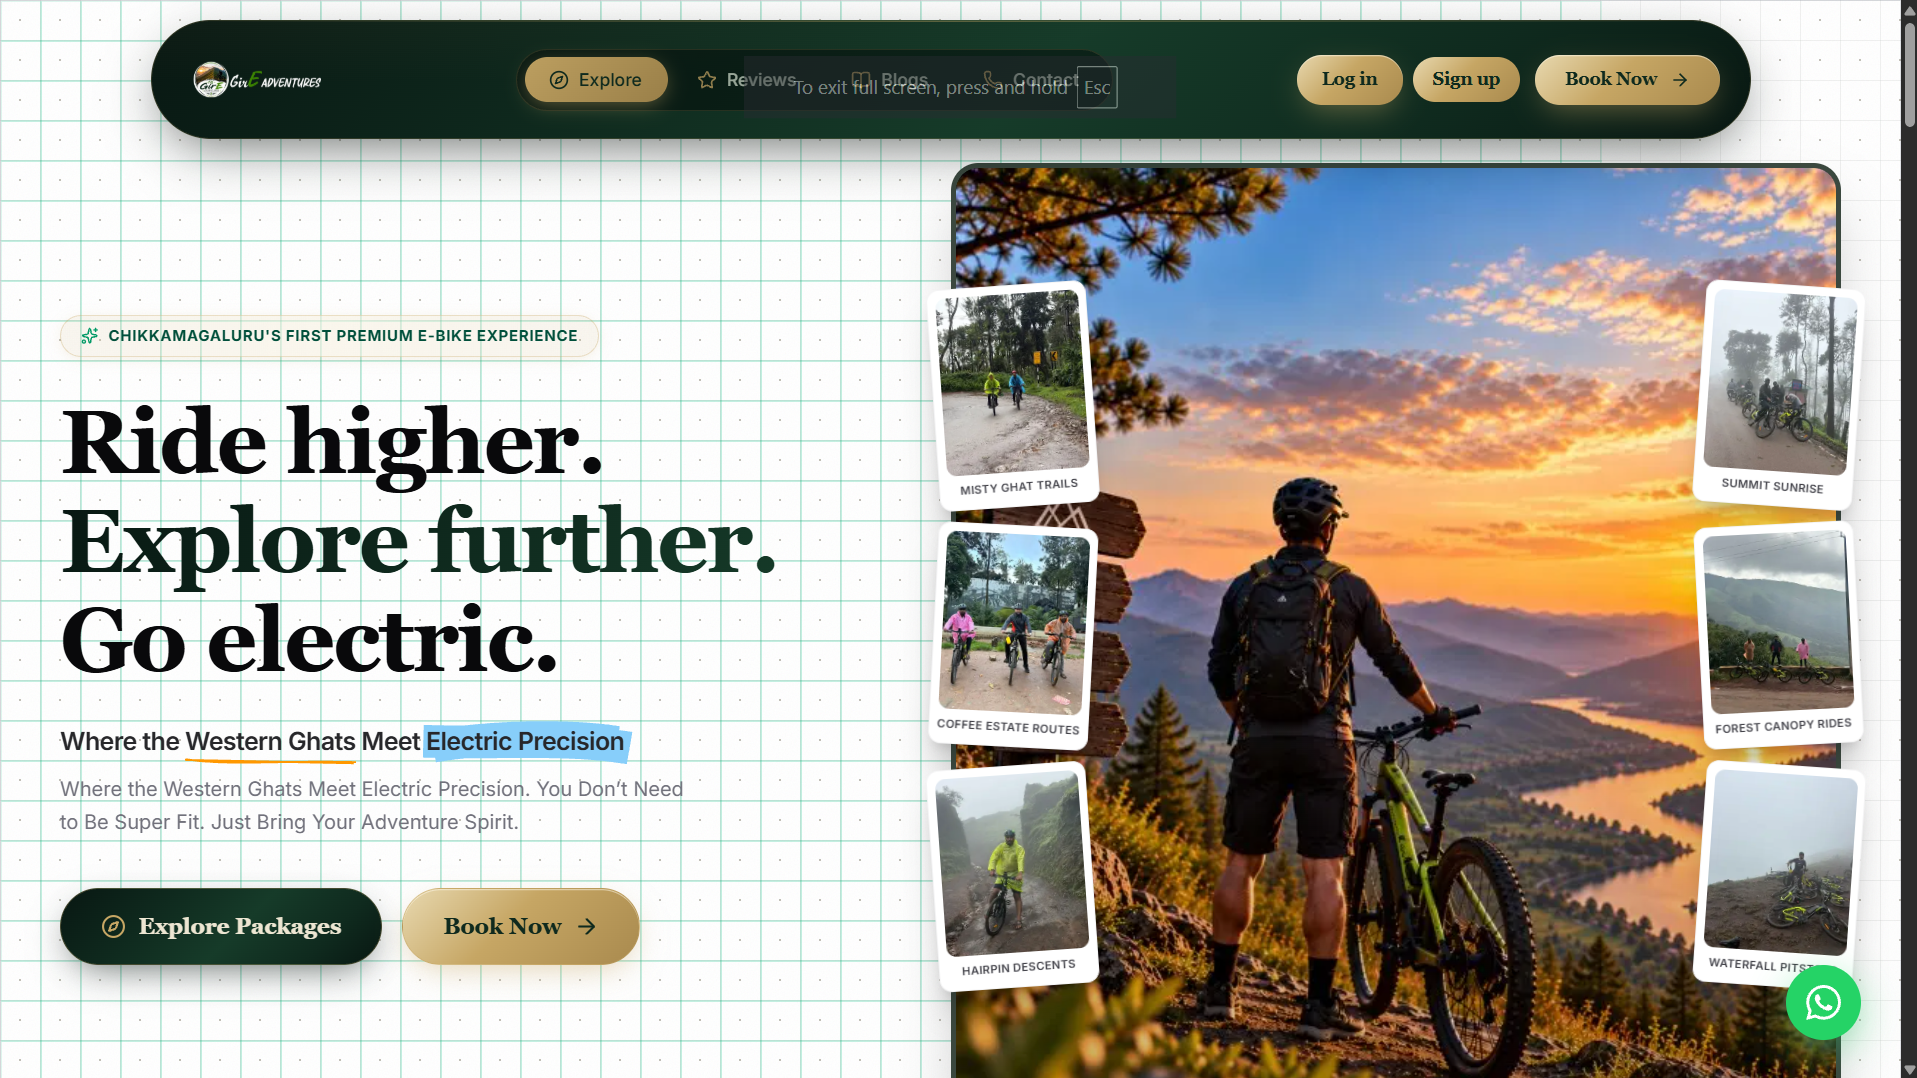 GirE ADVENTURES
Explore
Reviews
Blogs
Contact
To exit full screen, press and hold Esc
Log in
Sign up
Book Now
CHIKKAMAGALURU'S FIRST PREMIUM E-BIKE EXPERIENCE
Ride higher.
Explore further.
Go electric.
Where the Western Ghats Meet Electric Precision
Where the Western Ghats Meet Electric Precision. You Don’t Need
to Be Super Fit. Just Bring Your Adventure Spirit.
Explore Packages
Book Now
MISTY GHAT TRAILS
COFFEE ESTATE ROUTES
HAIRPIN DESCENTS
SUMMIT SUNRISE
FOREST CANOPY RIDES
WATERFALL